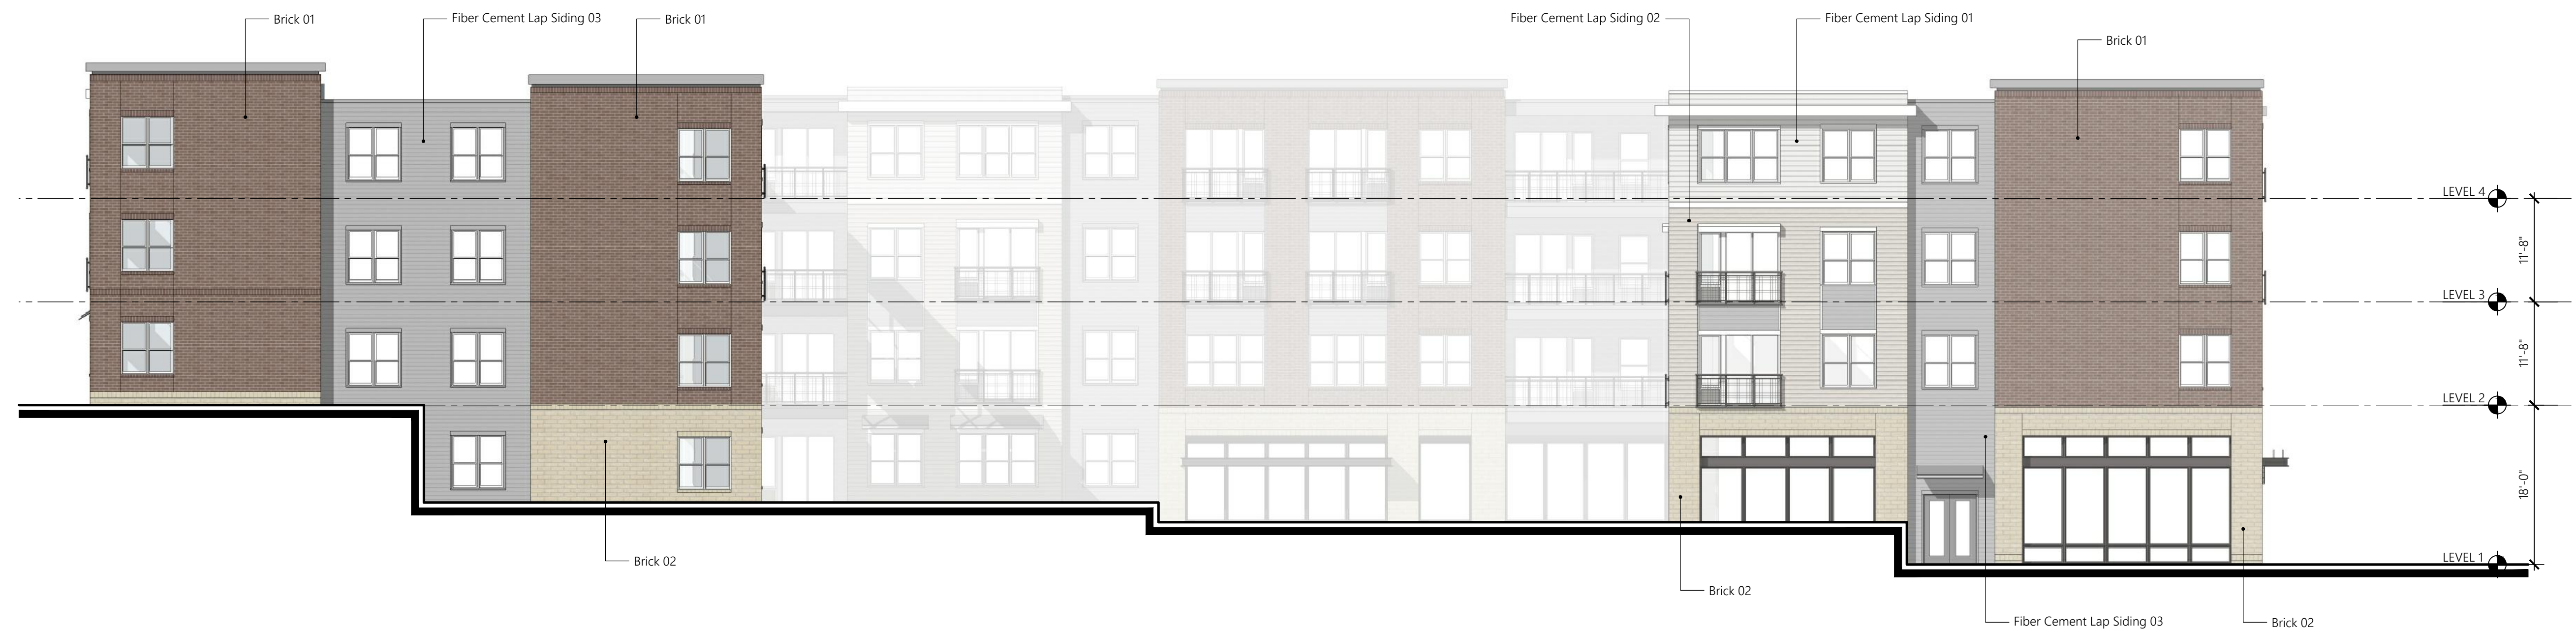 Brick 01
Fiber Cement Lap Siding 03
Brick 01
Fiber Cement Lap Siding 02
Fiber Cement Lap Siding 01
Brick 01
LEVEL 4
11'-8"
LEVEL 3
11'-8"
LEVEL 2
18'-0"
LEVEL 1
Brick 02
Brick 02
Fiber Cement Lap Siding 03
Brick 02